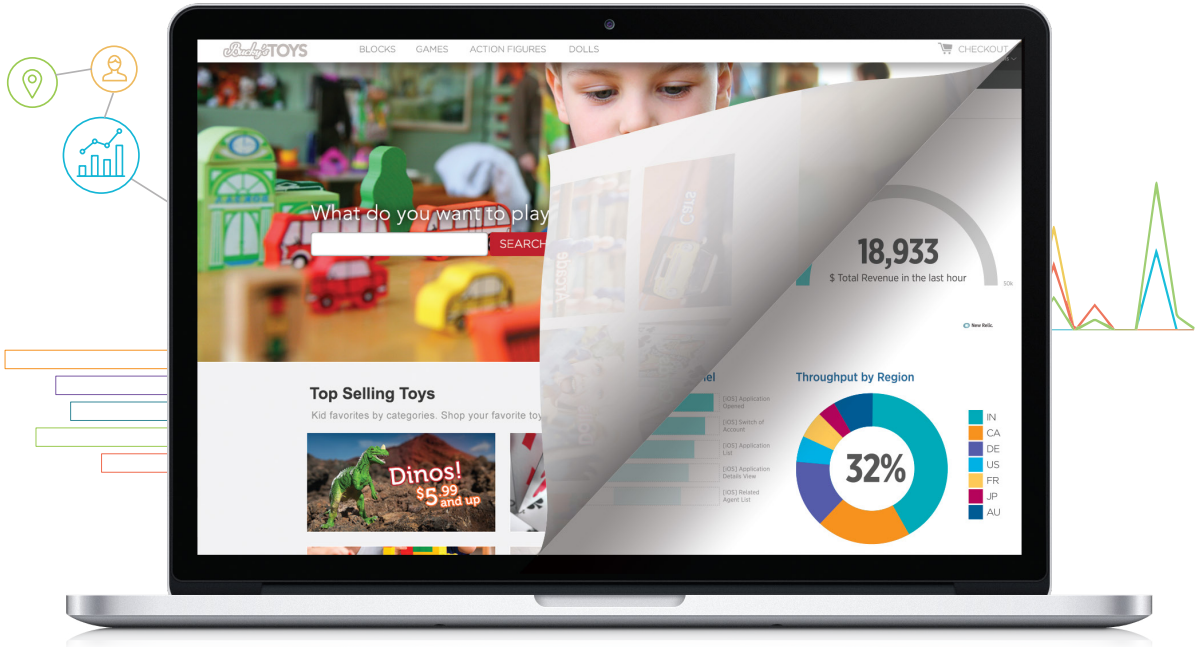 Bucky's TOYS
BLOCKS GAMES ACTION FIGURES DOLLS
CHECKOUT
What do you want to play
SEARCH
Arcade
Cars
18,933
$ Total Revenue in the last hour
50k
New Relic.
Top Selling Toys
Kid favorites by categories. Shop your favorite toy
Dinos!
$5.99
and up
[iOS] Application
Opened
[iOS] Switch of
Account
[iOS] Application
List
[iOS] Application
Details View
[iOS] Related
Agent List
Throughput by Region
32%
IN
CA
DE
US
FR
JP
AU